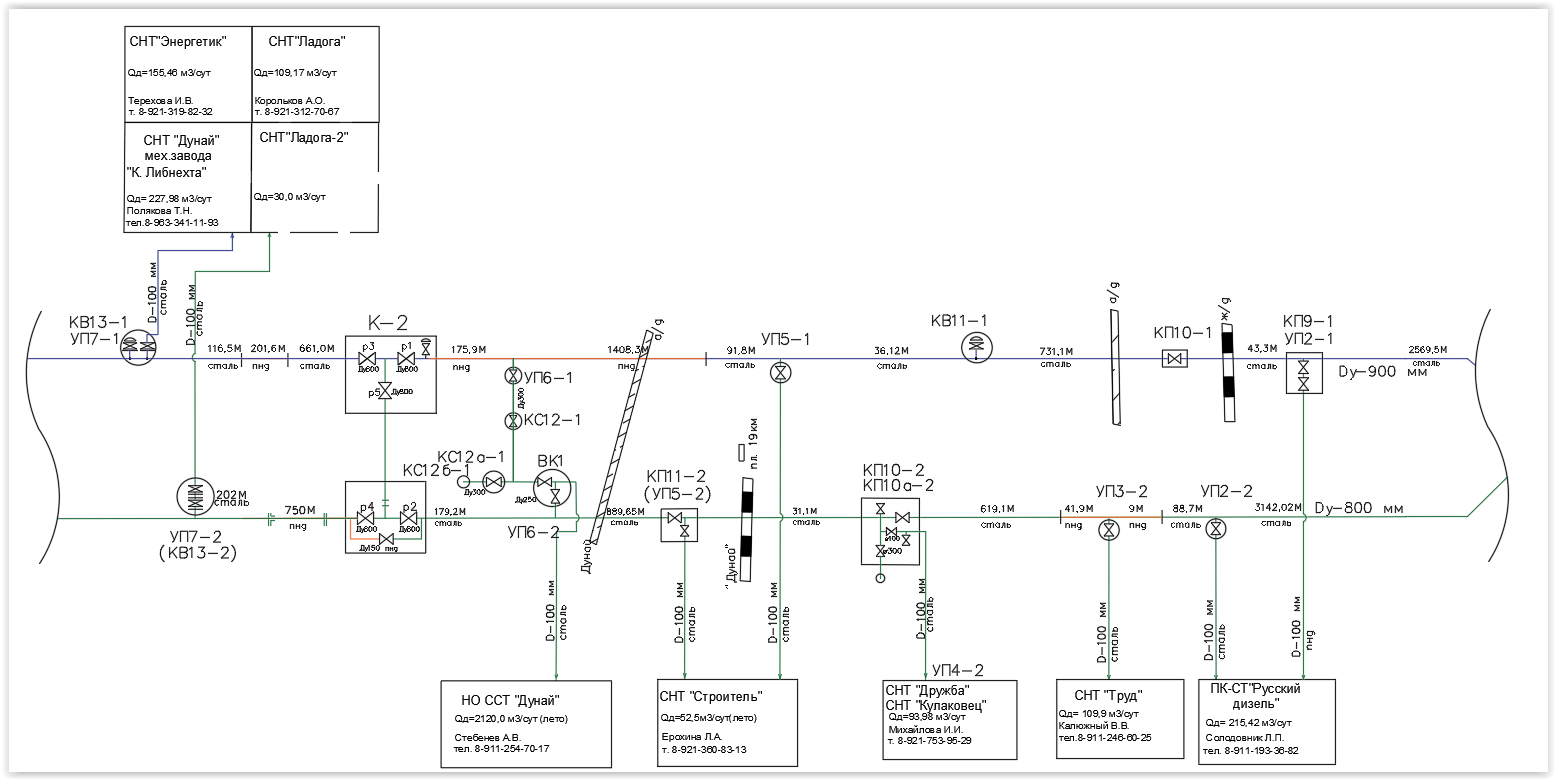 СНТ"Энергетик"
Qд=155,46 м3/сут
Терехова И.В.
т. 8-921-319-82-32
СНТ"Ладога"
Qд=109,17 м3/сут
Корольков А.О.
т. 8-921-312-70-67
СНТ "Дунай"
мех.завода
"К. Либнехта"
Qд= 227,98 м3/сут
Полякова Т.Н.
тел.8-963-341-11-93
СНТ"Ладога-2"
Qд=30,0 м3/сут
D-100 мм
сталь
D-100 мм
сталь
КВ13-1
УП7-1
116,5М
сталь
201,6М
пнд
661,0М
сталь
К-2
р3
р1
Ду600
Ду600
р5
Ду600
175,9М
пнд
УП6-1
Ду300
КС12-1
1408,3М
пнд
а/д
91,8М
сталь
УП5-1
36,12М
сталь
КВ11-1
731,1М
сталь
а/д
КП10-1
ж/д
43,3М
сталь
КП9-1
УП2-1
Dу-900 мм
2569,5М
сталь
202М
сталь
УП7-2
(КВ13-2)
750М
пнд
р4
р2
Ду600
Ду600
Ду150 пнд
179,2М
сталь
КС12а-1
КС12б-1
Ду300
ВК1
Ду250
УП6-2
889,65М
сталь
Дунай
КП11-2
(УП5-2)
пл. 19км
"Дунай"
31,1М
сталь
КП10-2
КП10а-2
ø100
ø300
619,1М
сталь
УП3-2
41,9М
пнд
9М
пнд
88,7М
сталь
УП2-2
3142,02М
сталь
Dу-800 мм
D-100 мм
сталь
D-100 мм
сталь
D-100 мм
сталь
D-100 мм
сталь
D-100 мм
сталь
D-100 мм
сталь
D-100 мм
пнд
УП4-2
НО ССТ "Дунай"
Qд=2120,0 м3/сут (лето)
Стебенев А.В.
тел. 8-911-254-70-17
СНТ "Строитель"
Qд=52,5м3/сут(лето)
Ерохина Л.А.
т. 8-921-360-83-13
СНТ "Дружба"
СНТ "Кулаковец"
Qд=93,98 м3/сут
Михайлова И.И.
т. 8-921-753-95-29
СНТ "Труд"
Qд= 109,9 м3/сут
Калюжный В.В.
тел.8-911-246-60-25
ПК-СТ"Русский
дизель"
Qд= 215,42 м3/сут
Солодовник Л.П.
тел. 8-911-193-36-82